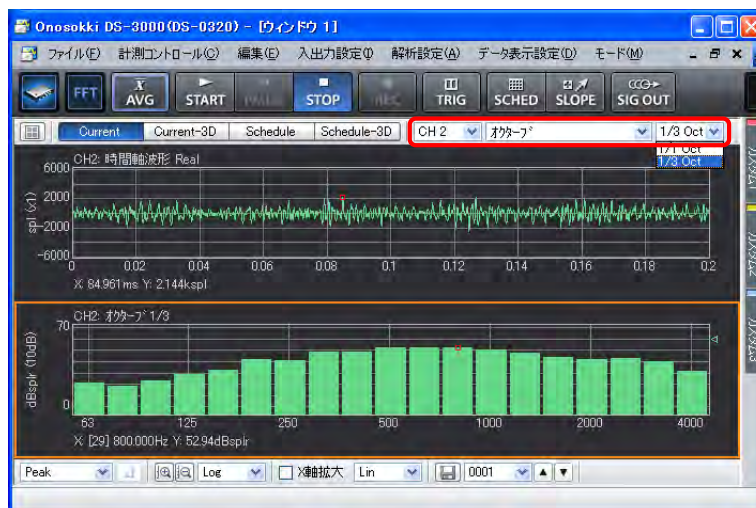 Onosokki DS-3000(DS-0320) - [ウィンドウ 1]
ファイル(F) 計測コントロール(C) 編集(E) 入出力設定(I) 解析設定(A) データ表示設定(D) モード(M)
FFT X AVG START STOP TRIG SCHED SLOPE SIG OUT
Current Current-3D Schedule Schedule-3D CH 2 オクターブ 1/3 Oct
1/1 Oct
1/3 Oct
CH2: 時間軸波形 Real
6000
2000
-2000
-6000
spl (x1)
0 0.02 0.04 0.06 0.08 0.1 0.12 0.14 0.16 0.18 0.2
X: 84.961ms Y: 2.144kspl
CH2: オクターブ 1/3
70
0
dBsplr (10dB)
63 125 250 500 1000 2000 4000
X: [29] 800.000Hz Y: 52.94dBsplr
Peak Log X軸拡大 Lin 0001